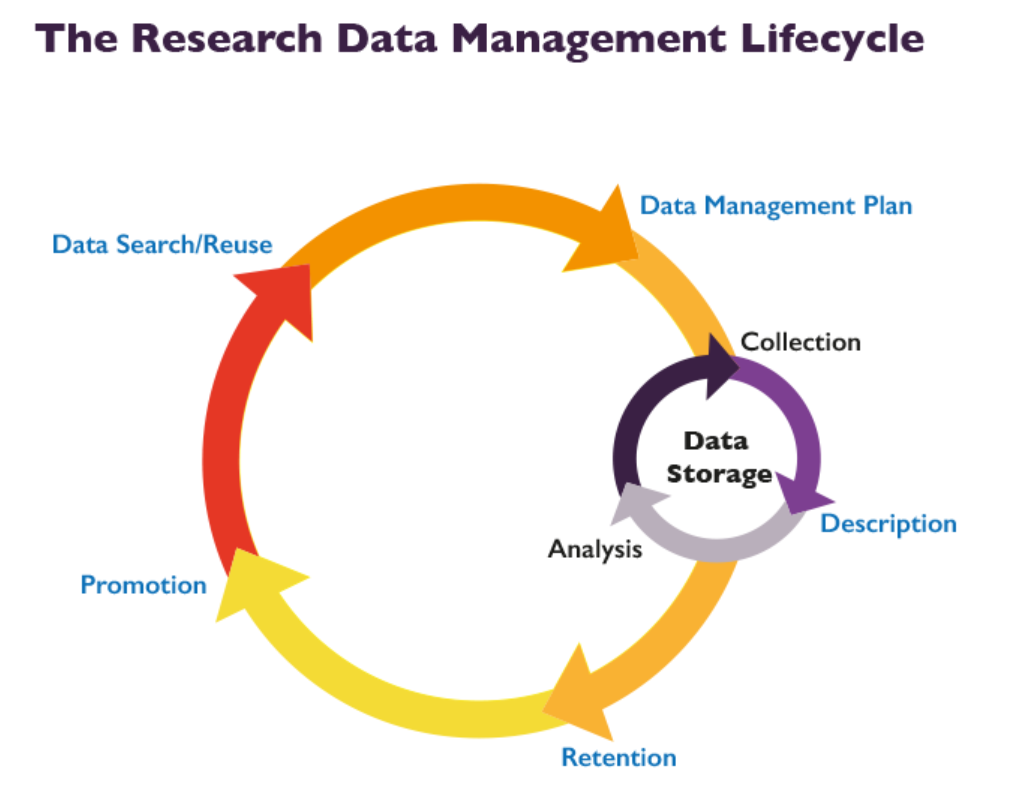 The Research Data Management Lifecycle
Data Management Plan
Data Search/Reuse
Collection
Data
Storage
Description
Analysis
Promotion
Retention